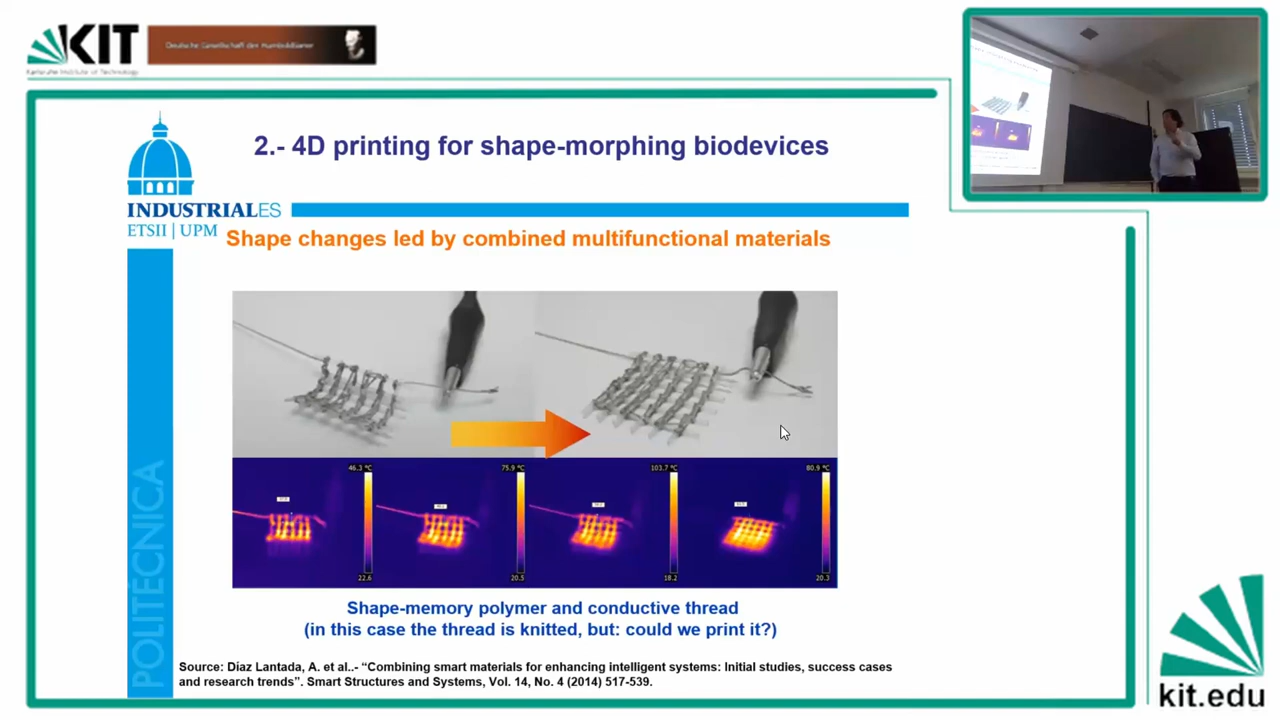 KIT
Karlsruhe Institute of Technology
Deutsche Gesellschaft der Humboldtianer
2.- 4D printing for shape-morphing biodevices
INDUSTRIALES
ETSII | UPM
Shape changes led by combined multifunctional materials
46.3 °C
75.9 °C
103.7 °C
80.9 °C
22.6
20.5
18.2
20.3
POLITÉCNICA
Shape-memory polymer and conductive thread
(in this case the thread is knitted, but: could we print it?)
Source: Díaz Lantada, A. et al..- “Combining smart materials for enhancing intelligent systems: Initial studies, success cases
and research trends”. Smart Structures and Systems, Vol. 14, No. 4 (2014) 517-539.
kit.edu